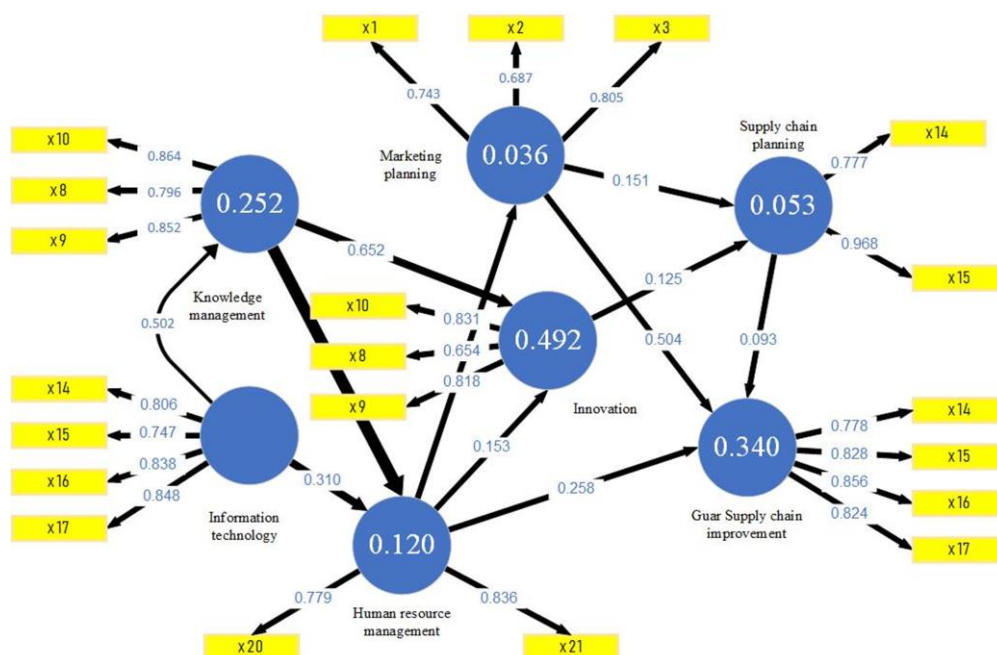 x1
x2
x3
0.743
0.687
0.805
x10
x8
x9
0.864
0.796
0.852
0.252
Knowledge
management
Marketing
planning
0.036
Supply chain
planning
x14
0.777
0.053
0.968
x15
0.151
0.652
0.125
0.502
x10
x8
x9
0.831
0.654
0.818
0.492
Innovation
0.504
0.093
x14
x15
x16
x17
0.806
0.747
0.838
0.848
Information
technology
0.310
0.153
0.258
0.340
Guar Supply chain
improvement
0.778
0.828
0.856
0.824
x14
x15
x16
x17
0.120
Human resource
management
0.779
0.836
x20
x21